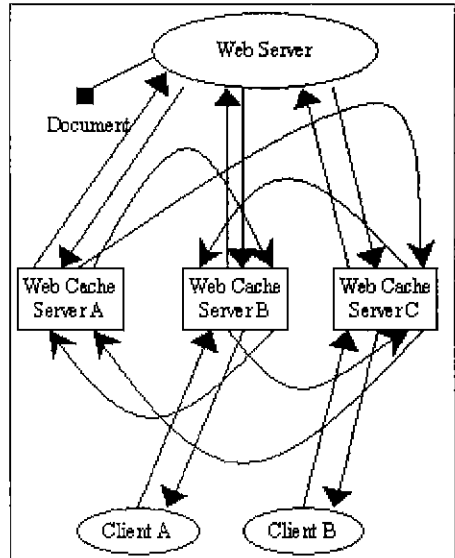 Web Server
Document
Web Cache
Server A
Web Cache
Server B
Web Cache
Server C
Client A
Client B